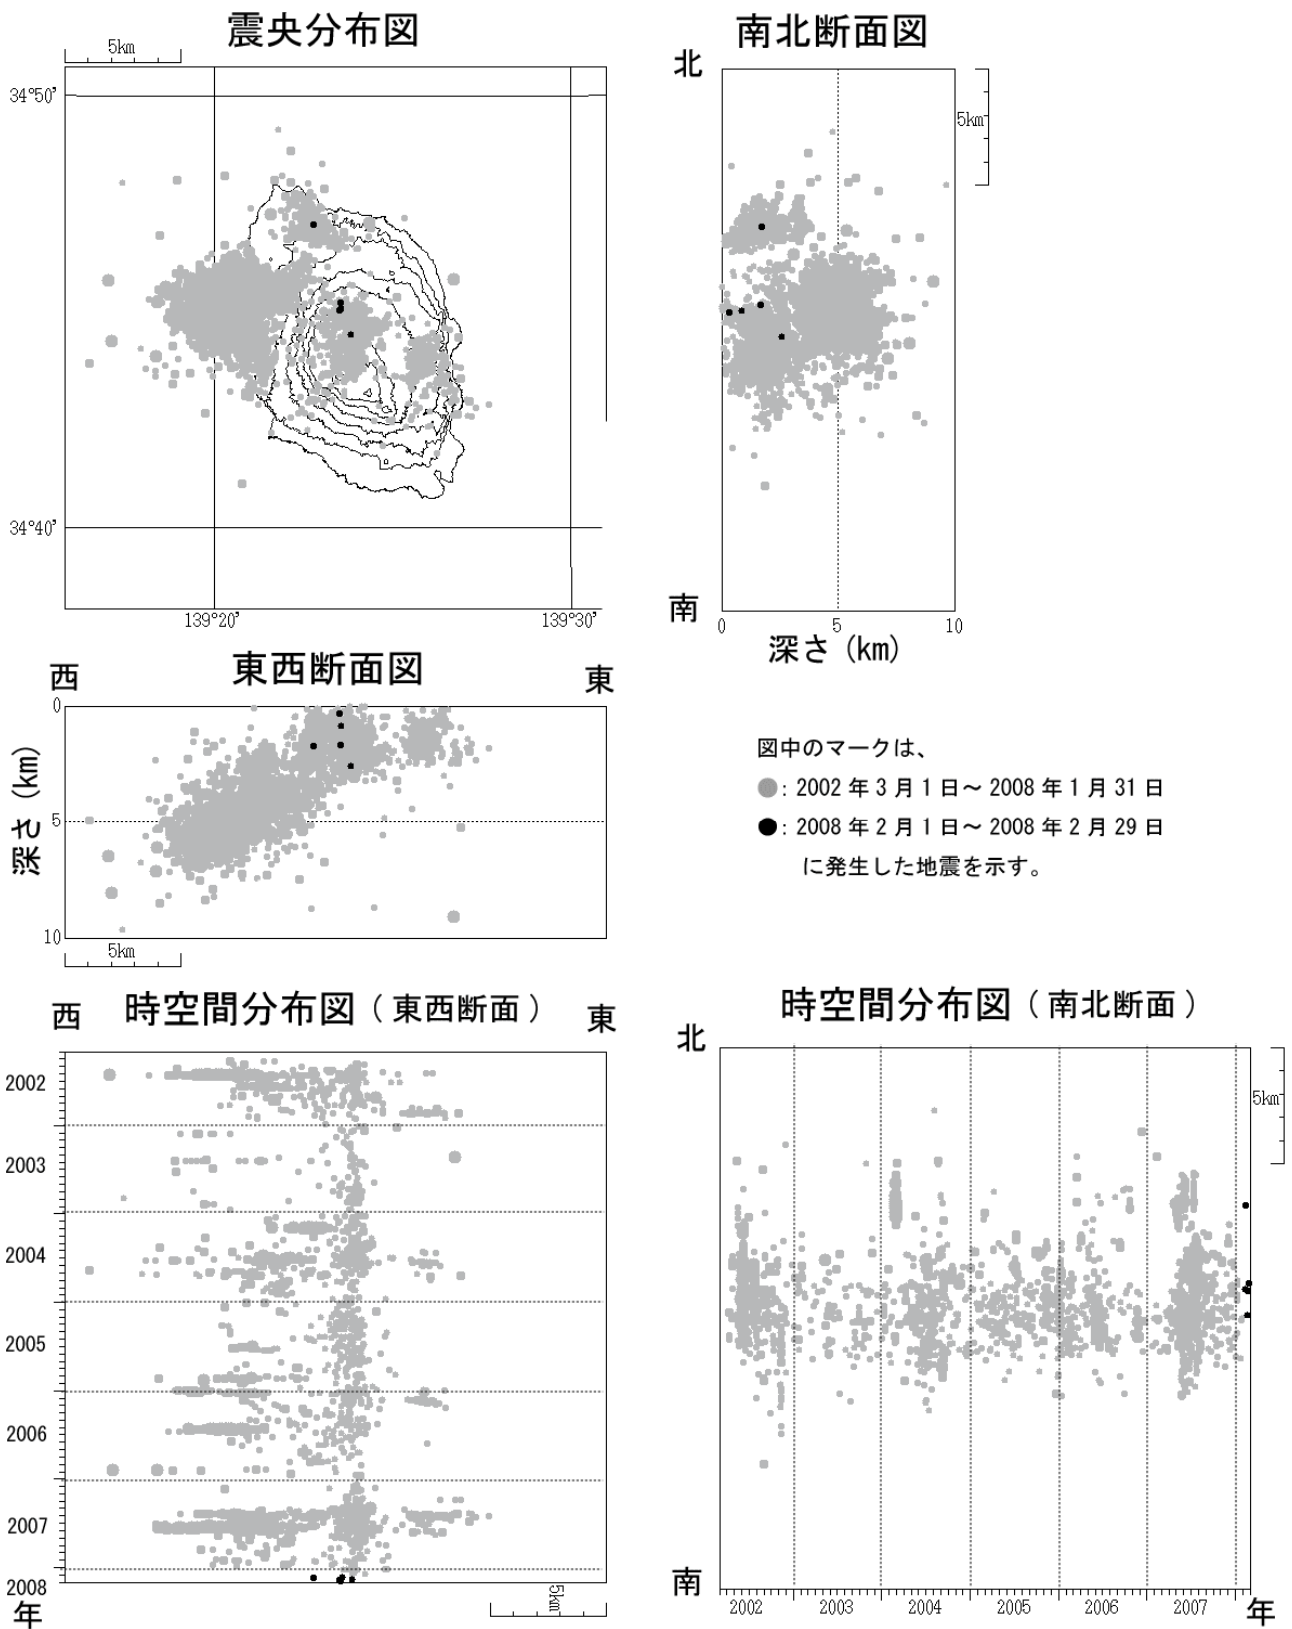 震央分布図
5km
34°50'
34°40'
139°20'
139°30'
南北断面図
北
5km
南
0
5
10
深さ(km)
東西断面図
西
東
0
5
10
深さ(km)
5km
図中のマークは、
●: 2002 年 3 月 1 日～ 2008 年 1 月 31 日
●: 2008 年 2 月 1 日～ 2008 年 2 月 29 日
に発生した地震を示す。
時空間分布図(東西断面)
西
東
2002
2003
2004
2005
2006
2007
2008
年
5km
時空間分布図(南北断面)
北
5km
南
2002
2003
2004
2005
2006
2007
年